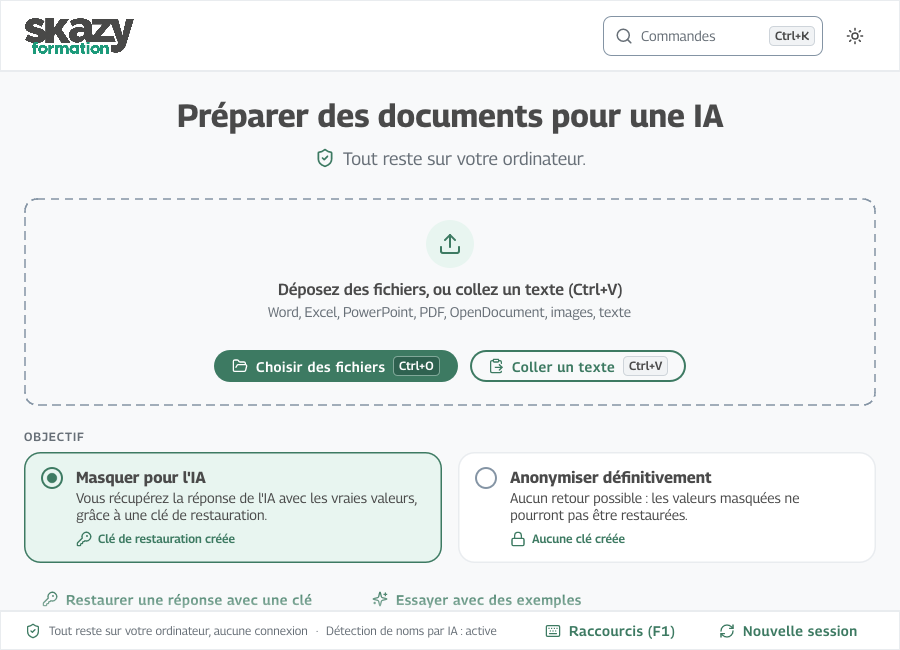 skazy
formation
Commandes Ctrl+K
Préparer des documents pour une IA
Tout reste sur votre ordinateur.
Déposez des fichiers, ou collez un texte (Ctrl+V)
Word, Excel, PowerPoint, PDF, OpenDocument, images, texte
Choisir des fichiers Ctrl+O Coller un texte Ctrl+V
OBJECTIF
Masquer pour l'IA
Vous récupérez la réponse de l'IA avec les vraies valeurs,
grâce à une clé de restauration.
Clé de restauration créée
Anonymiser définitivement
Aucun retour possible : les valeurs masquées ne
pourront pas être restaurées.
Aucune clé créée
Restaurer une réponse avec une clé Essayer avec des exemples
Tout reste sur votre ordinateur, aucune connexion · Détection de noms par IA : active Raccourcis (F1) Nouvelle session